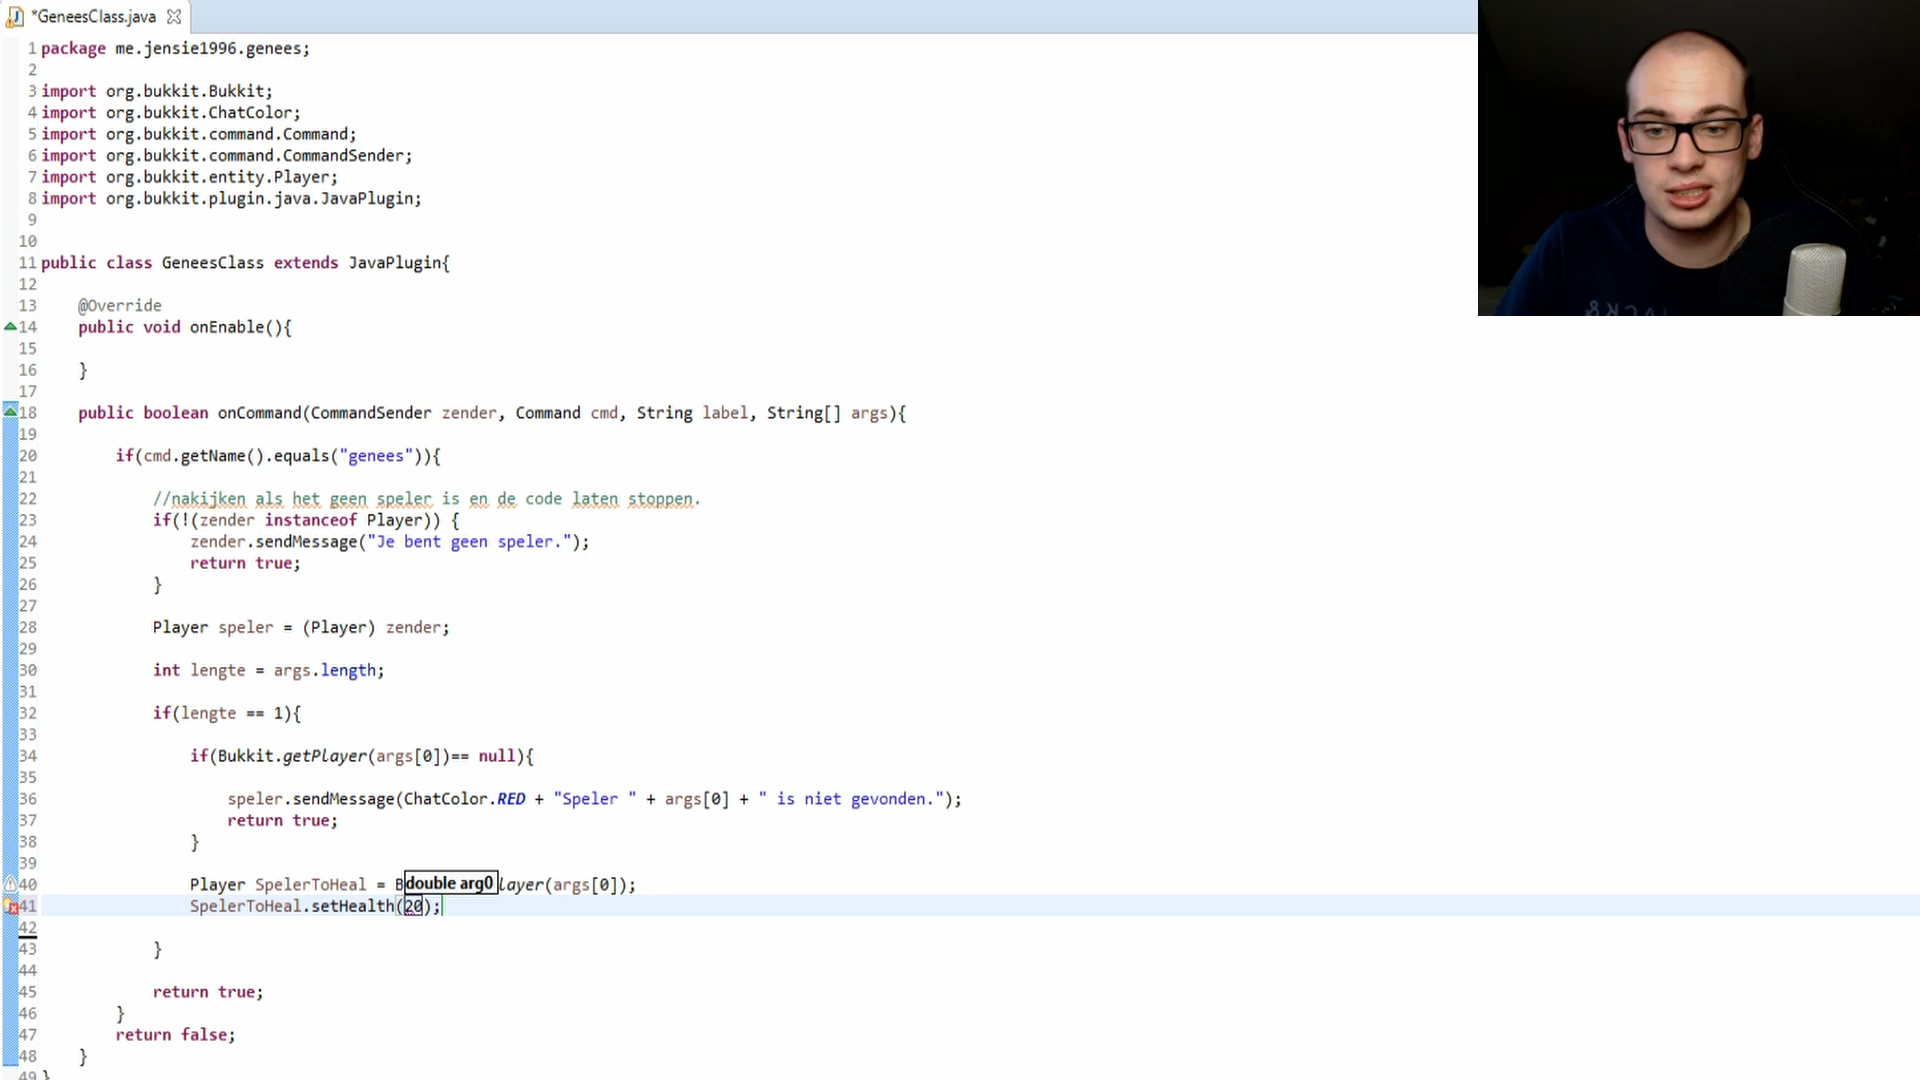 *GeneesClass.java
1 package me.jensie1996.genees;
2
3 import org.bukkit.Bukkit;
4 import org.bukkit.ChatColor;
5 import org.bukkit.command.Command;
6 import org.bukkit.command.CommandSender;
7 import org.bukkit.entity.Player;
8 import org.bukkit.plugin.java.JavaPlugin;
9
10
11 public class GeneesClass extends JavaPlugin{
12
13 @Override
14 public void onEnable(){
15
16 }
17
18 public boolean onCommand(CommandSender zender, Command cmd, String label, String[] args){
19
20 if(cmd.getName().equals("genees")){
21
22 //nakijken als het geen speler is en de code laten stoppen.
23 if(!(zender instanceof Player)) {
24 zender.sendMessage("Je bent geen speler.");
25 return true;
26 }
27
28 Player speler = (Player) zender;
29
30 int lengte = args.length;
31
32 if(lengte == 1){
33
34 if(Bukkit.getPlayer(args[0])== null){
35
36 speler.sendMessage(ChatColor.RED + "Speler " + args[0] + " is niet gevonden.");
37 return true;
38 }
39
40 Player SpelerToHeal = B double arg0 layer(args[0]);
41 SpelerToHeal.setHealth(20);
42
43 }
44
45 return true;
46 }
47 return false;
48 }
49 }